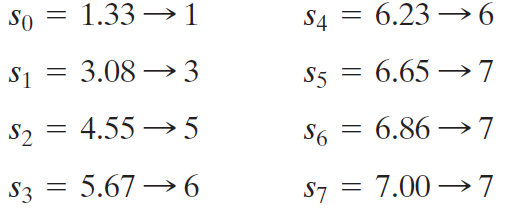 s₀ = 1.33 → 1
s₁ = 3.08 → 3
s₂ = 4.55 → 5
s₃ = 5.67 → 6
s₄ = 6.23 → 6
s₅ = 6.65 → 7
s₆ = 6.86 → 7
s₇ = 7.00 → 7